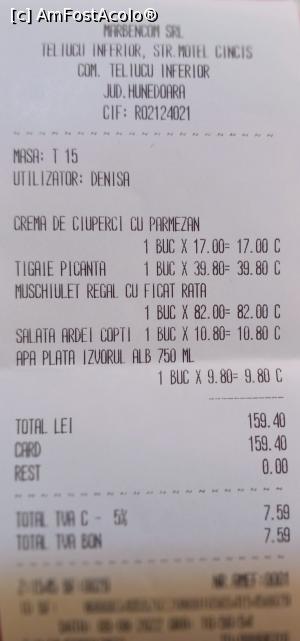 [c] AmFostAcolo®
MARBENCOM SRL
TELIUCU INFERIOR, STR.MOTEL CINCIS
COM. TELIUCU INFERIOR
JUD.HUNEDOARA
CIF: RO2124021
MASA: T 15
UTILIZATOR: DENISA
CREMA DE CIUPERCI CU PARMEZAN
1 BUC X 17.00= 17.00 C
TIGAIE PICANTA 1 BUC X 39.80= 39.80 C
MUSCHIULET REGAL CU FICAT RATA
1 BUC X 82.00= 82.00 C
SALATA ARDEI COPTI 1 BUC X 10.80= 10.80 C
APA PLATA IZVORUL ALB 750 ML
1 BUC X 9.80= 9.80 C
TOTAL LEI 159.40
CARD 159.40
REST 0.00
TOTAL TVA C - 5% 7.59
TOTAL TVA BON 7.59